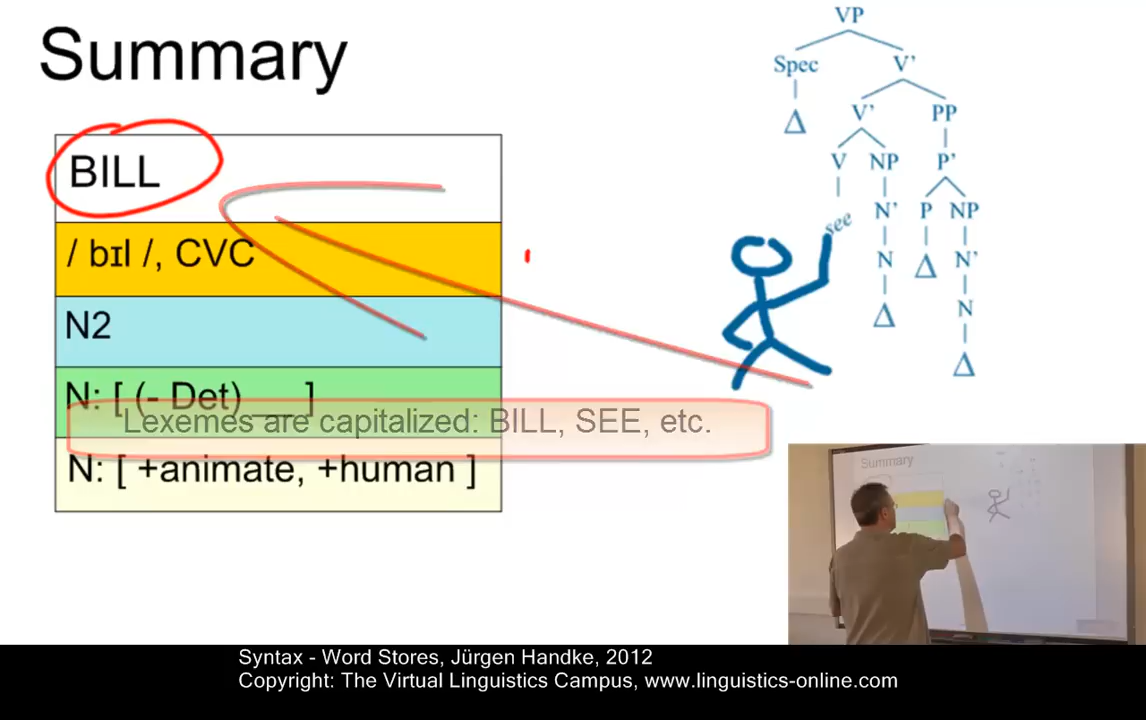 Summary
BILL
/ bɪl /, CVC
N2
N: [ (- Det) __ ]
Lexemes are capitalized: BILL, SEE, etc.
N: [ +animate, +human ]
VP
Spec V'
Δ V' PP
V NP P'
see N' P NP
N Δ N'
Δ N
Δ
Summary
Syntax - Word Stores, Jürgen Handke, 2012
Copyright: The Virtual Linguistics Campus, www.linguistics-online.com